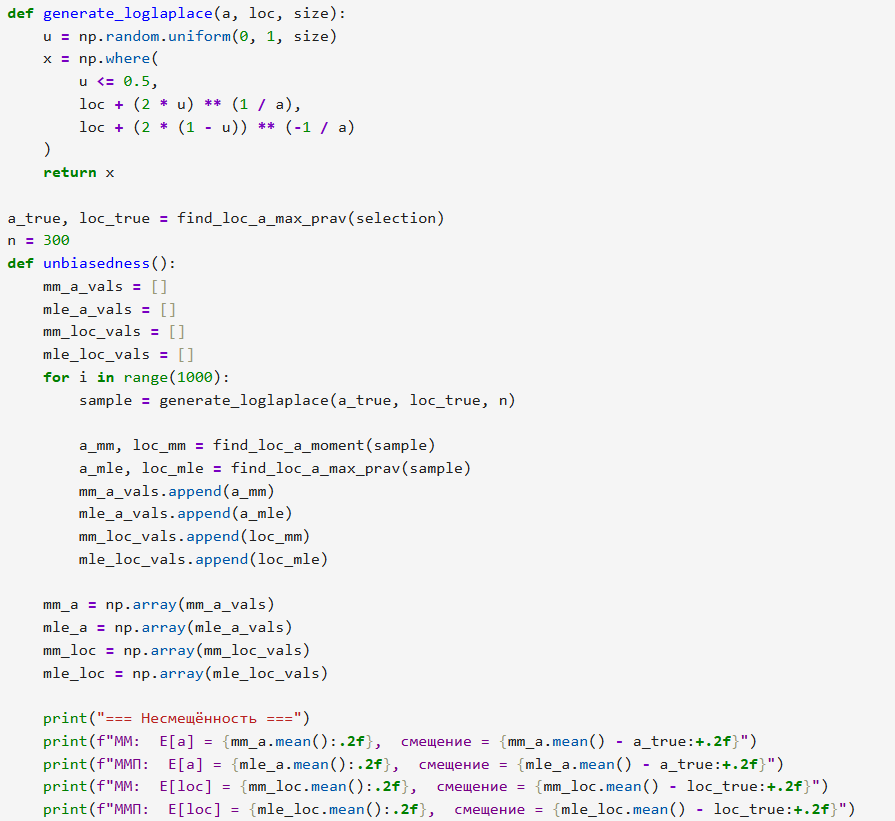 def generate_loglaplace(a, loc, size):
    u = np.random.uniform(0, 1, size)
    x = np.where(
        u <= 0.5,
        loc + (2 * u) ** (1 / a),
        loc + (2 * (1 - u)) ** (-1 / a)
    )
    return x

a_true, loc_true = find_loc_a_max_prav(selection)
n = 300
def unbiasedness():
    mm_a_vals = []
    mle_a_vals = []
    mm_loc_vals = []
    mle_loc_vals = []
    for i in range(1000):
        sample = generate_loglaplace(a_true, loc_true, n)

        a_mm, loc_mm = find_loc_a_moment(sample)
        a_mle, loc_mle = find_loc_a_max_prav(sample)
        mm_a_vals.append(a_mm)
        mle_a_vals.append(a_mle)
        mm_loc_vals.append(loc_mm)
        mle_loc_vals.append(loc_mle)

    mm_a = np.array(mm_a_vals)
    mle_a = np.array(mle_a_vals)
    mm_loc = np.array(mm_loc_vals)
    mle_loc = np.array(mle_loc_vals)

    print("=== Несмещённость ===")
    print(f"ММ:  E[a] = {mm_a.mean():.2f},  смещение = {mm_a.mean() - a_true:+.2f}")
    print(f"ММП:  E[a] = {mle_a.mean():.2f},  смещение = {mle_a.mean() - a_true:+.2f}")
    print(f"ММ:  E[loc] = {mm_loc.mean():.2f},  смещение = {mm_loc.mean() - loc_true:+.2f}")
    print(f"ММП:  E[loc] = {mle_loc.mean():.2f},  смещение = {mle_loc.mean() - loc_true:+.2f}")